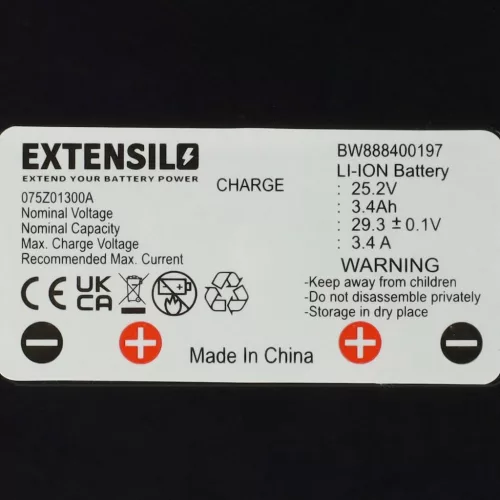 EXTENSILO
EXTEND YOUR BATTERY POWER
CHARGE
BW888400197
LI-ION Battery
075Z01300A : 25.2V
Nominal Voltage : 3.4Ah
Nominal Capacity : 29.3 ±0.1V
Max. Charge Voltage : 3.4 A
Recommended Max. Current
WARNING
-Keep away from children
-Do not disassemble privately
-Storage in dry place
CE UK CA
Made In China